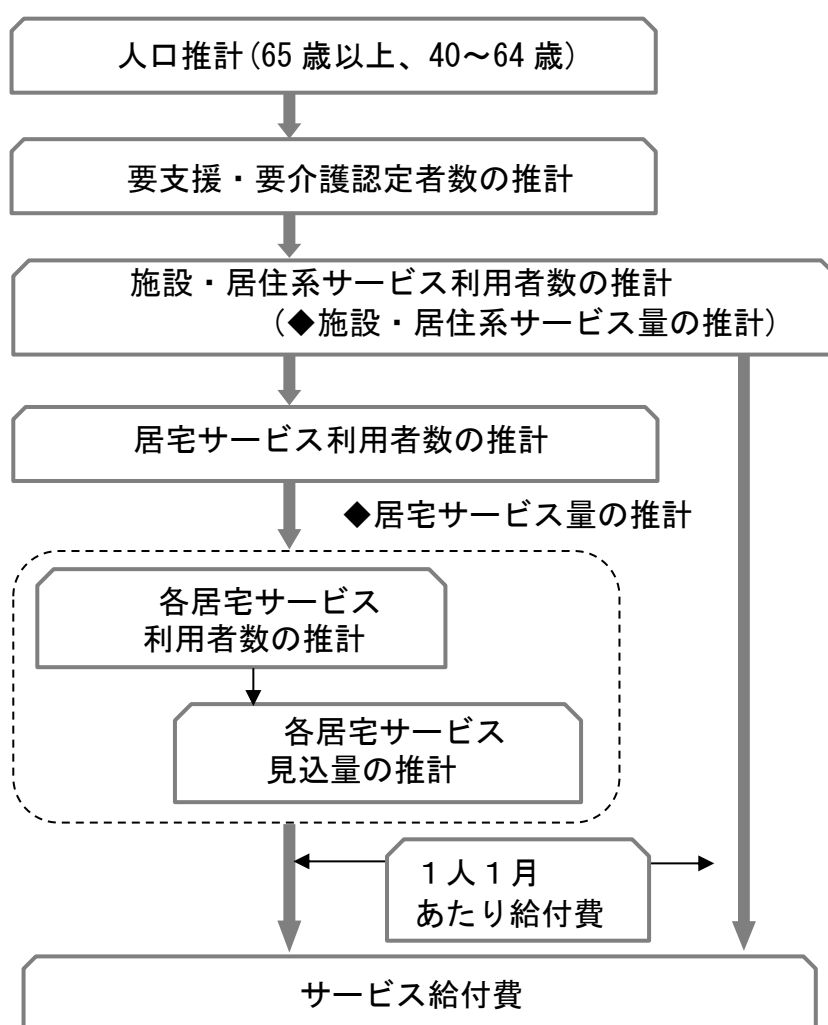 人口推計(65 歳以上、40～64 歳)
要支援・要介護認定者数の推計
施設・居住系サービス利用者数の推計
(◆施設・居住系サービス量の推計)
居宅サービス利用者数の推計
◆居宅サービス量の推計
各居宅サービス
利用者数の推計
各居宅サービス
見込量の推計
１人１月
あたり給付費
サービス給付費